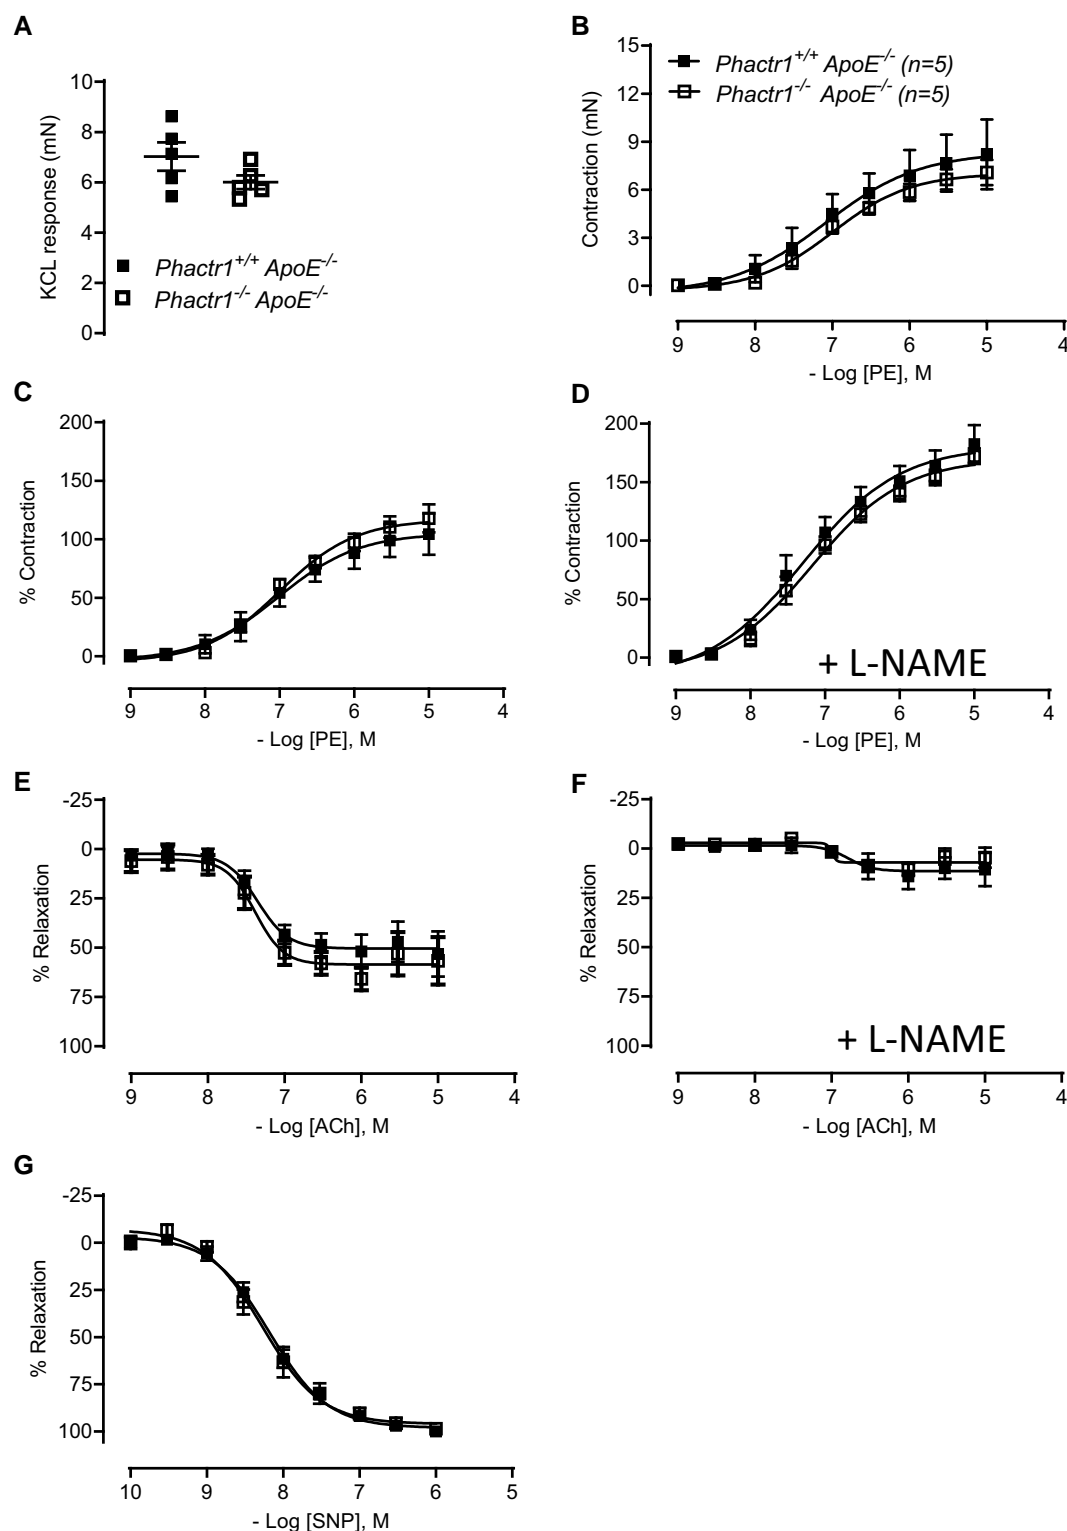 A
10
8
6
4
2
0
KCL response (mN)
Phactr1+/+ ApoE-/-
Phactr1-/- ApoE-/-
B
15
12
9
6
3
0
Contraction (mN)
Phactr1+/+ ApoE-/- (n=5)
Phactr1-/- ApoE-/- (n=5)
9 8 7 6 5 4
- Log [PE], M
C
200
150
100
50
0
% Contraction
9 8 7 6 5 4
- Log [PE], M
D
200
150
100
50
0
% Contraction
+ L-NAME
9 8 7 6 5 4
- Log [PE], M
E
-25
0
25
50
75
100
% Relaxation
9 8 7 6 5 4
- Log [ACh], M
F
-25
0
25
50
75
100
% Relaxation
+ L-NAME
9 8 7 6 5 4
- Log [ACh], M
G
-25
0
25
50
75
100
% Relaxation
10 9 8 7 6 5
- Log [SNP], M